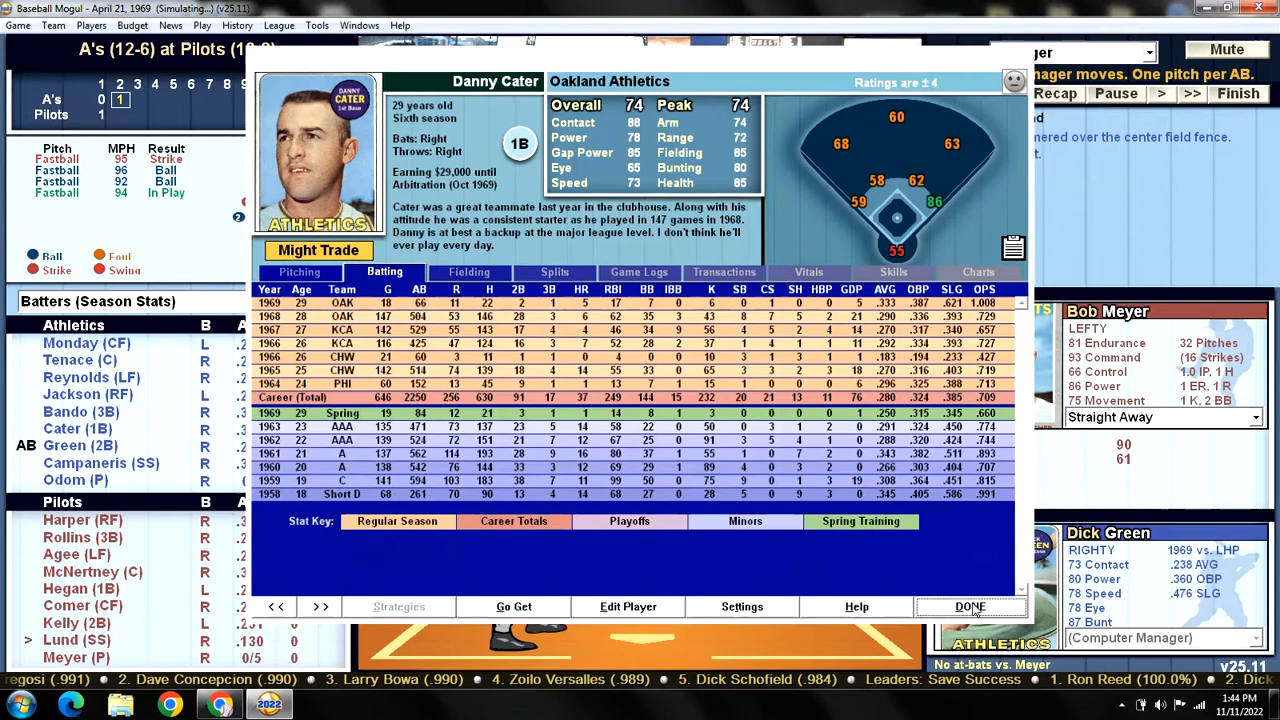 Baseball Mogul - April 21, 1969 (Simulating...) (v25.11)
Game Team Players Budget News Play History League Tools Windows Help
A's (12-6) at Pilots
1 2 3 4 5 6 7 8 9
A's 0 1
Pilots 1
Pitch MPH Result
Fastball 95 Strike
Fastball 96 Ball
Fastball 92 Ball
Fastball 94 In Play
Ball Foul
Strike Swing
Batters (Season Stats)
Athletics B
Monday (CF) L
Tenace (C) R
Reynolds (LF) R
Jackson (RF) L
Bando (3B) R
Cater (1B) R
AB Green (2B) R
Campaneris (SS) R
Odom (P) R
Pilots B
Harper (RF) R
Rollins (3B) R
Agee (LF) R
McNertney (C) R
Hegan (1B) L
Comer (CF) R
Kelly (2B) L
> Lund (SS) R .130 0
Meyer (P) R 0/5 0
DANNY CATER 1st Base
ATHLETICS
Might Trade
Danny Cater Oakland Athletics Ratings are ± 4
29 years old
Sixth season
Bats: Right
Throws: Right
Earning $29,000 until
Arbitration (Oct 1969)
1B
Overall 74 Peak 74
Contact 88 Arm 74
Power 78 Range 72
Gap Power 85 Fielding 85
Eye 65 Bunting 80
Speed 73 Health 85
60
68 63
58 62
59 86
55
Cater was a great teammate last year in the clubhouse. Along with his
attitude he was a consistent starter as he played in 147 games in 1968.
Danny is at best a backup at the major league level. I don't think he'll
ever play every day.
Pitching Batting Fielding Splits Game Logs Transactions Vitals Skills Charts
Year Age Team G AB R H 2B 3B HR RBI BB IBB K SB CS SH HBP GDP AVG OBP SLG OPS
1969 29 OAK 18 66 11 22 2 1 5 17 7 0 6 0 1 0 0 5 .333 .387 .621 1.008
1968 28 OAK 147 504 53 146 28 3 6 62 35 3 43 8 7 5 2 21 .290 .336 .393 .729
1967 27 KCA 142 529 55 143 17 4 4 46 34 9 56 4 5 2 4 14 .270 .317 .340 .657
1966 26 KCA 116 425 47 124 16 3 7 52 28 2 37 1 4 1 1 11 .292 .334 .393 .727
1966 26 CHW 21 60 3 11 1 1 0 4 0 0 10 3 1 3 1 5 .183 .194 .233 .427
1965 25 CHW 142 514 74 139 18 4 14 55 33 0 65 3 3 2 3 18 .270 .316 .403 .719
1964 24 PHI 60 152 13 45 9 1 1 13 7 1 15 1 0 0 0 6 .296 .325 .388 .713
Career (Total) 646 2250 256 630 91 17 37 249 144 15 232 20 21 13 11 76 .280 .324 .385 .709
1969 29 Spring 19 84 12 21 3 1 1 14 8 1 3 0 0 0 0 1 .250 .315 .345 .660
1963 23 AAA 135 471 73 137 23 5 14 58 22 0 50 0 3 1 2 0 .291 .324 .450 .774
1962 22 AAA 139 524 72 151 21 7 12 67 25 0 91 3 5 4 1 0 .288 .320 .424 .744
1961 21 A 137 562 114 193 28 9 16 80 37 1 55 1 0 7 2 0 .343 .382 .511 .893
1960 20 A 138 542 76 144 33 3 12 69 29 1 89 4 0 3 2 0 .266 .303 .404 .707
1959 19 C 141 594 103 183 38 7 11 99 50 0 75 9 0 1 3 19 .308 .364 .451 .815
1958 18 Short D 68 261 70 90 13 4 14 68 27 0 28 5 0 9 3 0 .345 .405 .586 .991
Stat Key: Regular Season Career Totals Playoffs Minors Spring Training
<< >> Strategies Go Get Edit Player Settings Help DONE
Mute
nager moves. One pitch per AB.
Recap Pause > >> Finish
mered over the center field fence.
Bob Meyer
LEFTY
81 Endurance 32 Pitches
93 Command (16 Strikes)
66 Control 1.0 IP, 1 H
86 Power 1 ER, 1 R
75 Movement 1 K, 2 BB
Straight Away
90
61
Dick Green
RIGHTY 1969 vs. LHP
73 Contact .238 AVG
80 Power .360 OBP
78 Speed .476 SLG
78 Eye
87 Bunt
(Computer Manager)
ATHLETICS
No at-bats vs. Meyer v25.11
egosi (.991) 2. Dave Concepcion (.990) 3. Larry Bowa (.990) 4. Zoilo Versalles (.989) 5. Dick Schofield (.984) Leaders: Save Success 1. Ron Reed (100.0%) 2. Dick
2022
1:44 PM
11/11/2022